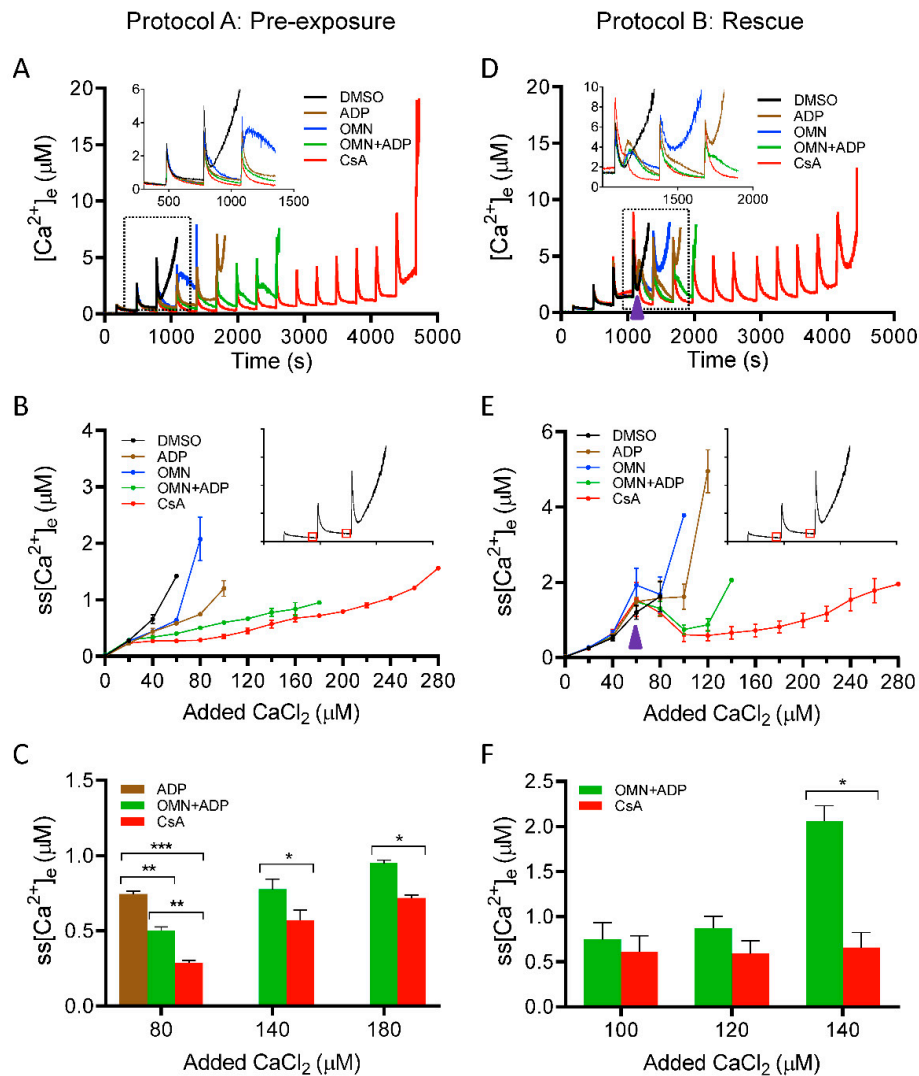 Protocol A: Pre-exposure
Protocol B: Rescue
A
[Ca2+]e (µM)
20
15
10
5
0
0 1000 2000 3000 4000 5000
Time (s)
6
4
2
0
500 1000 1500
DMSO
ADP
OMN
OMN+ADP
CsA
D
[Ca2+]e (µM)
20
15
10
5
0
0 1000 2000 3000 4000 5000
Time (s)
10
8
6
4
2
0
1500 2000
DMSO
ADP
OMN
OMN+ADP
CsA
B
ss[Ca2+]e (µM)
4
3
2
1
0
0 40 80 120 160 200 240 280
Added CaCl2 (µM)
DMSO
ADP
OMN
OMN+ADP
CsA
E
ss[Ca2+]e (µM)
6
4
2
0
0 40 80 120 160 200 240 280
Added CaCl2 (µM)
DMSO
ADP
OMN
OMN+ADP
CsA
C
ss[Ca2+]e (µM)
1.5
1.0
0.5
0.0
ADP
OMN+ADP
CsA
***
**
**
*
*
80 140 180
Added CaCl2 (µM)
F
ss[Ca2+]e (µM)
2.5
2.0
1.5
1.0
0.5
0.0
OMN+ADP
CsA
*
100 120 140
Added CaCl2 (µM)